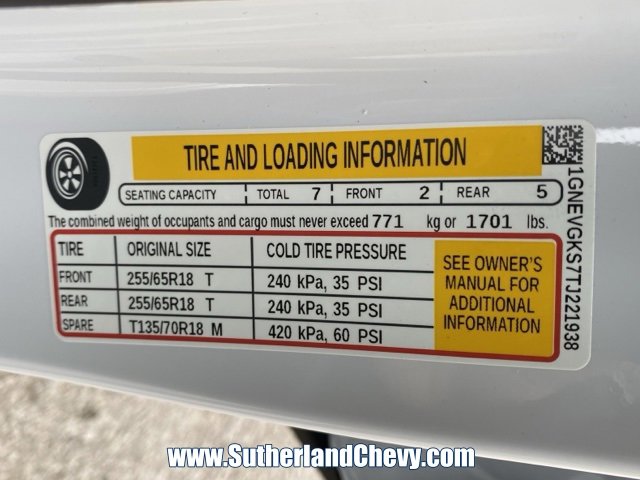 TIRE AND LOADING INFORMATION
SEATING CAPACITY TOTAL 7 FRONT 2 REAR 5
The combined weight of occupants and cargo must never exceed 771 kg or 1701 lbs.
TIRE ORIGINAL SIZE COLD TIRE PRESSURE
FRONT 255/65R18 T 240 kPa, 35 PSI
REAR 255/65R18 T 240 kPa, 35 PSI
SPARE T135/70R18 M 420 kPa, 60 PSI
SEE OWNER'S
MANUAL FOR
ADDITIONAL
INFORMATION
1GNEVGKS7TJ221938
www.SutherlandChevy.com